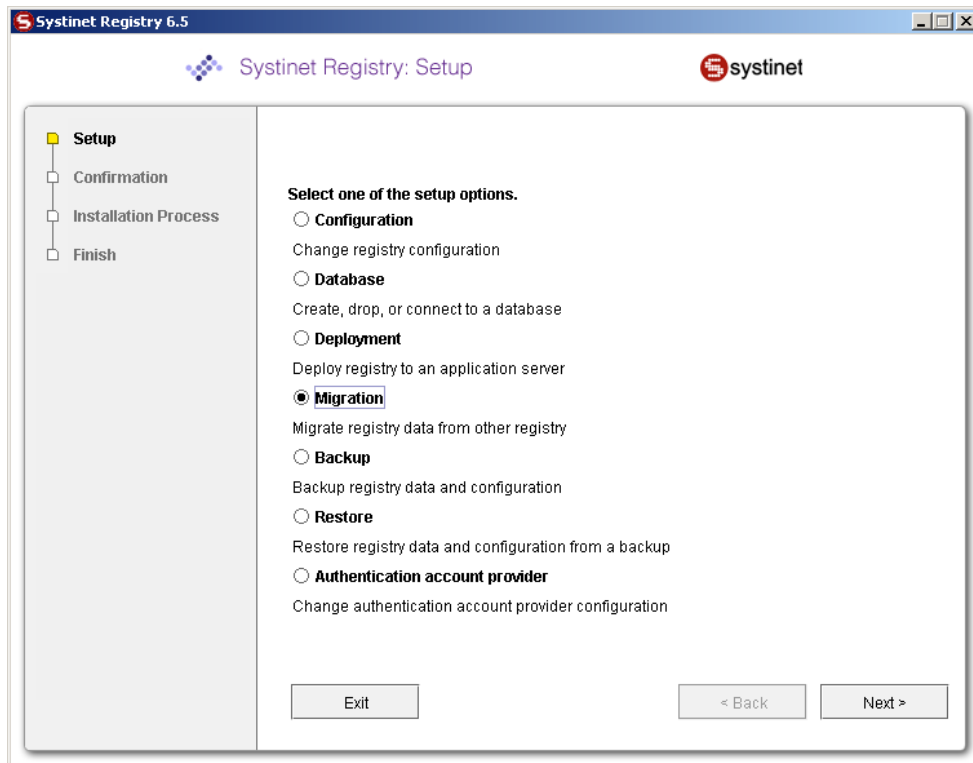 Systinet Registry 6.5
Systinet Registry: Setup
systinet
Setup
Confirmation
Installation Process
Finish
Select one of the setup options.
Configuration
Change registry configuration
Database
Create, drop, or connect to a database
Deployment
Deploy registry to an application server
Migration
Migrate registry data from other registry
Backup
Backup registry data and configuration
Restore
Restore registry data and configuration from a backup
Authentication account provider
Change authentication account provider configuration
Exit
< Back
Next >